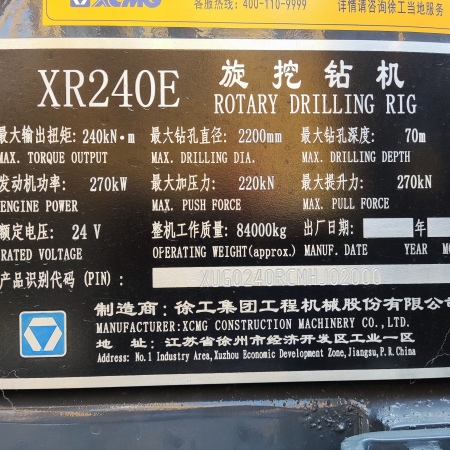 XCMG
客服热线: 400-110-9999
详情请咨询徐工当地服务
XR240E 旋挖钻机
ROTARY DRILLING RIG
最大输出扭矩: 240kN·m 最大钻孔直径: 2200mm 最大钻孔深度: 70m
MAX. TORQUE OUTPUT MAX. DRILLING DIA. MAX. DRILLING DEPTH
发动机功率: 270kW 最大加压力: 220kN 最大提升力: 270kN
ENGINE POWER MAX. PUSH FORCE MAX. PULL FORCE
额定电压: 24 V 整机工作质量: 84000kg 出厂日期: 年
RATED VOLTAGE OPERATING WEIGHT(approx.) MANUF. DATE YEAR
产品识别代码 (PIN) :
制造商: 徐工集团工程机械股份有限公司
MANUFACTURER:XCMG CONSTRUCTION MACHINERY CO., LTD.
地 址: 江苏省徐州市经济开发区工业一区
Address: No.1 Industry Area, Xuzhou Economic Development Zone, Jiangsu, P.R. China